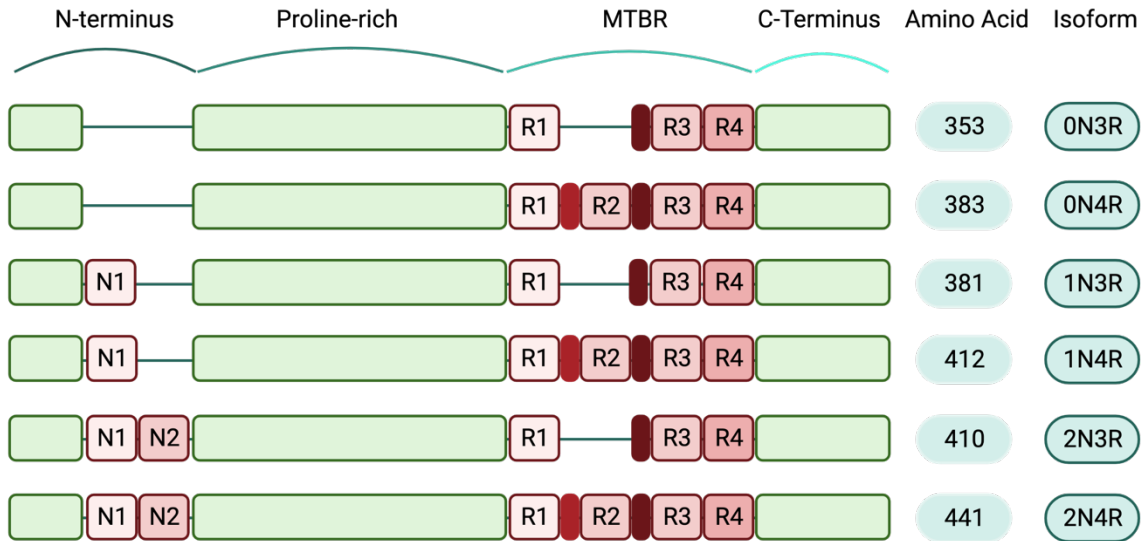 N-terminus Proline-rich MTBR C-Terminus Amino Acid Isoform
R1 R3 R4 353 0N3R
R1 R2 R3 R4 383 0N4R
N1 R1 R3 R4 381 1N3R
N1 R1 R2 R3 R4 412 1N4R
N1 N2 R1 R3 R4 410 2N3R
N1 N2 R1 R2 R3 R4 441 2N4R